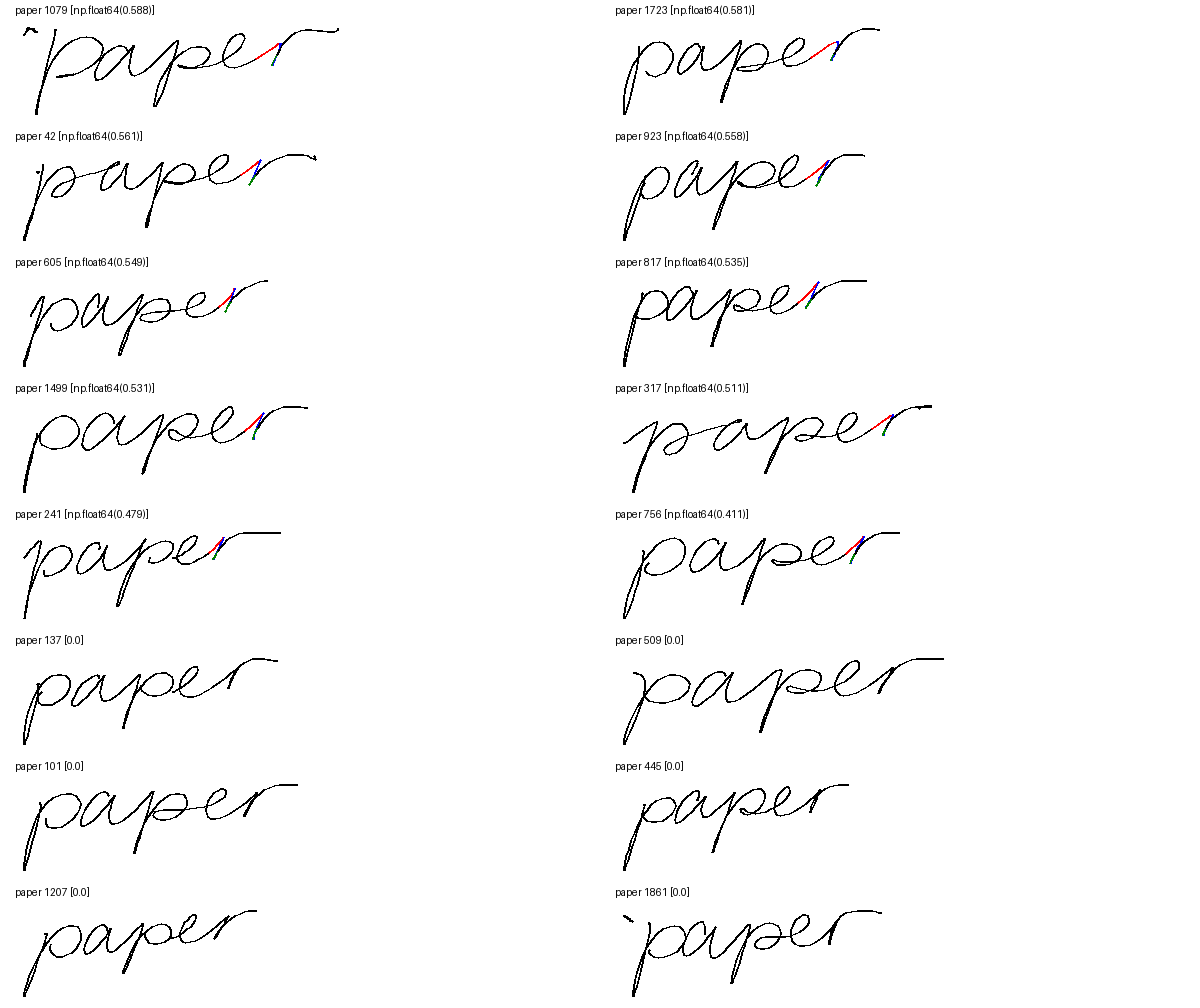 paper 1079 [np.float64(0.588)] paper 1723 [np.float64(0.581)]
paper paper
paper 42 [np.float64(0.561)] paper 923 [np.float64(0.558)]
paper paper
paper 605 [np.float64(0.549)] paper 817 [np.float64(0.535)]
paper paper
paper 1499 [np.float64(0.531)] paper 317 [np.float64(0.511)]
paper paper
paper 241 [np.float64(0.479)] paper 756 [np.float64(0.411)]
paper paper
paper 137 [0.0] paper 509 [0.0]
paper paper
paper 101 [0.0] paper 445 [0.0]
paper paper
paper 1207 [0.0] paper 1861 [0.0]
paper paper